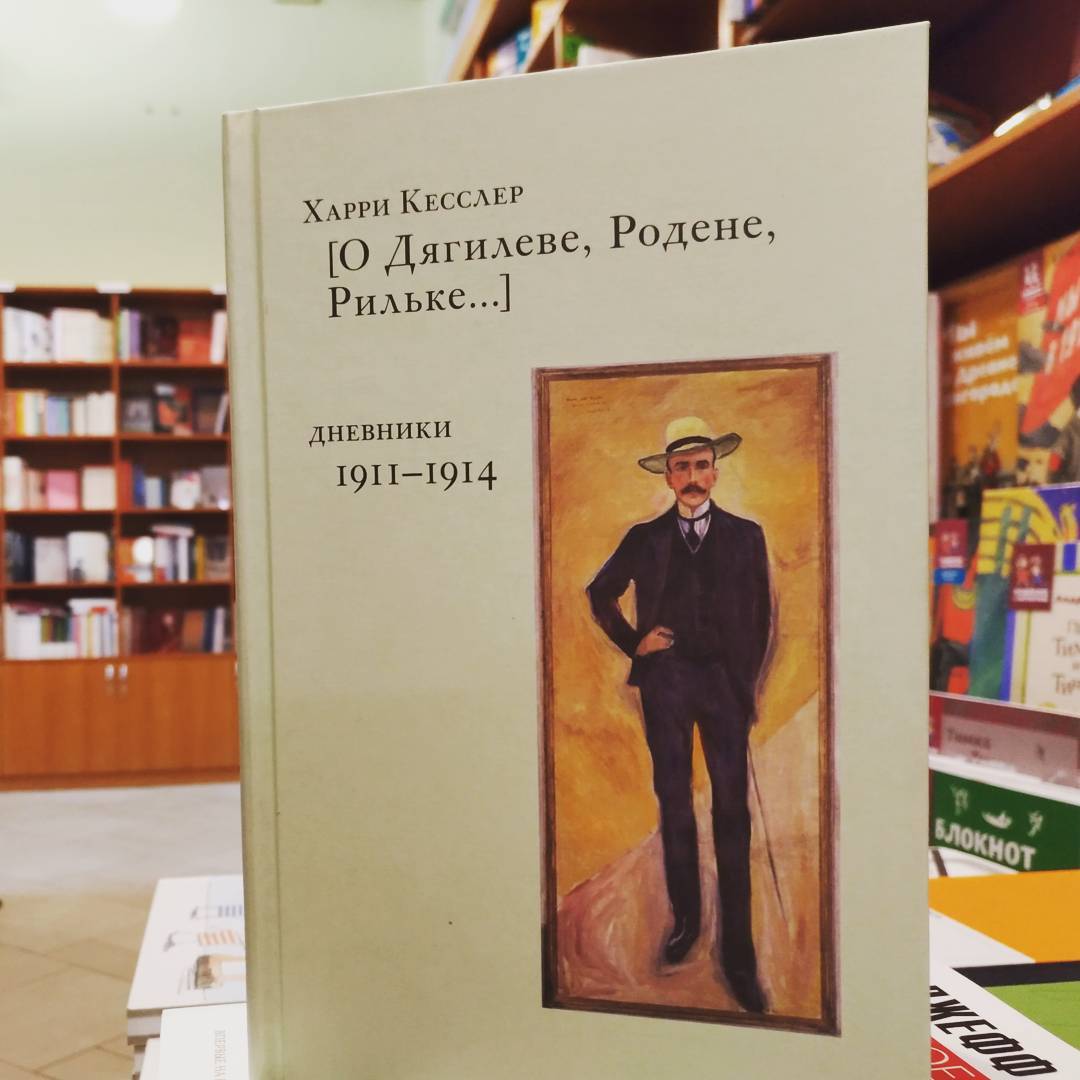 Харри Кесслер
[О Дягилеве, Родене,
Рильке...]
дневники
1911–1914
БЛОКНОТ